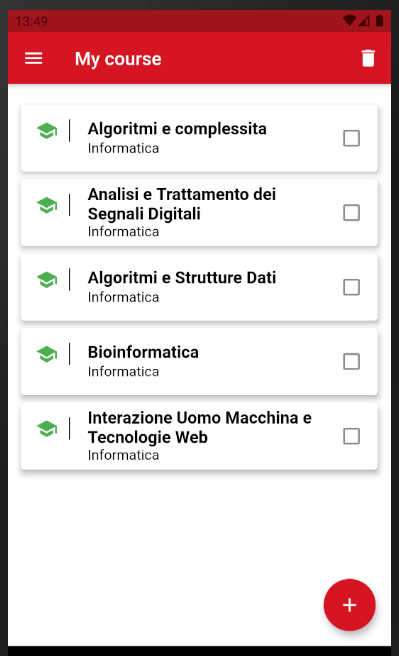 13:49
My course
Algoritmi e complessita
Informatica
Analisi e Trattamento dei
Segnali Digitali
Informatica
Algoritmi e Strutture Dati
Informatica
Bioinformatica
Informatica
Interazione Uomo Macchina e
Tecnologie Web
Informatica